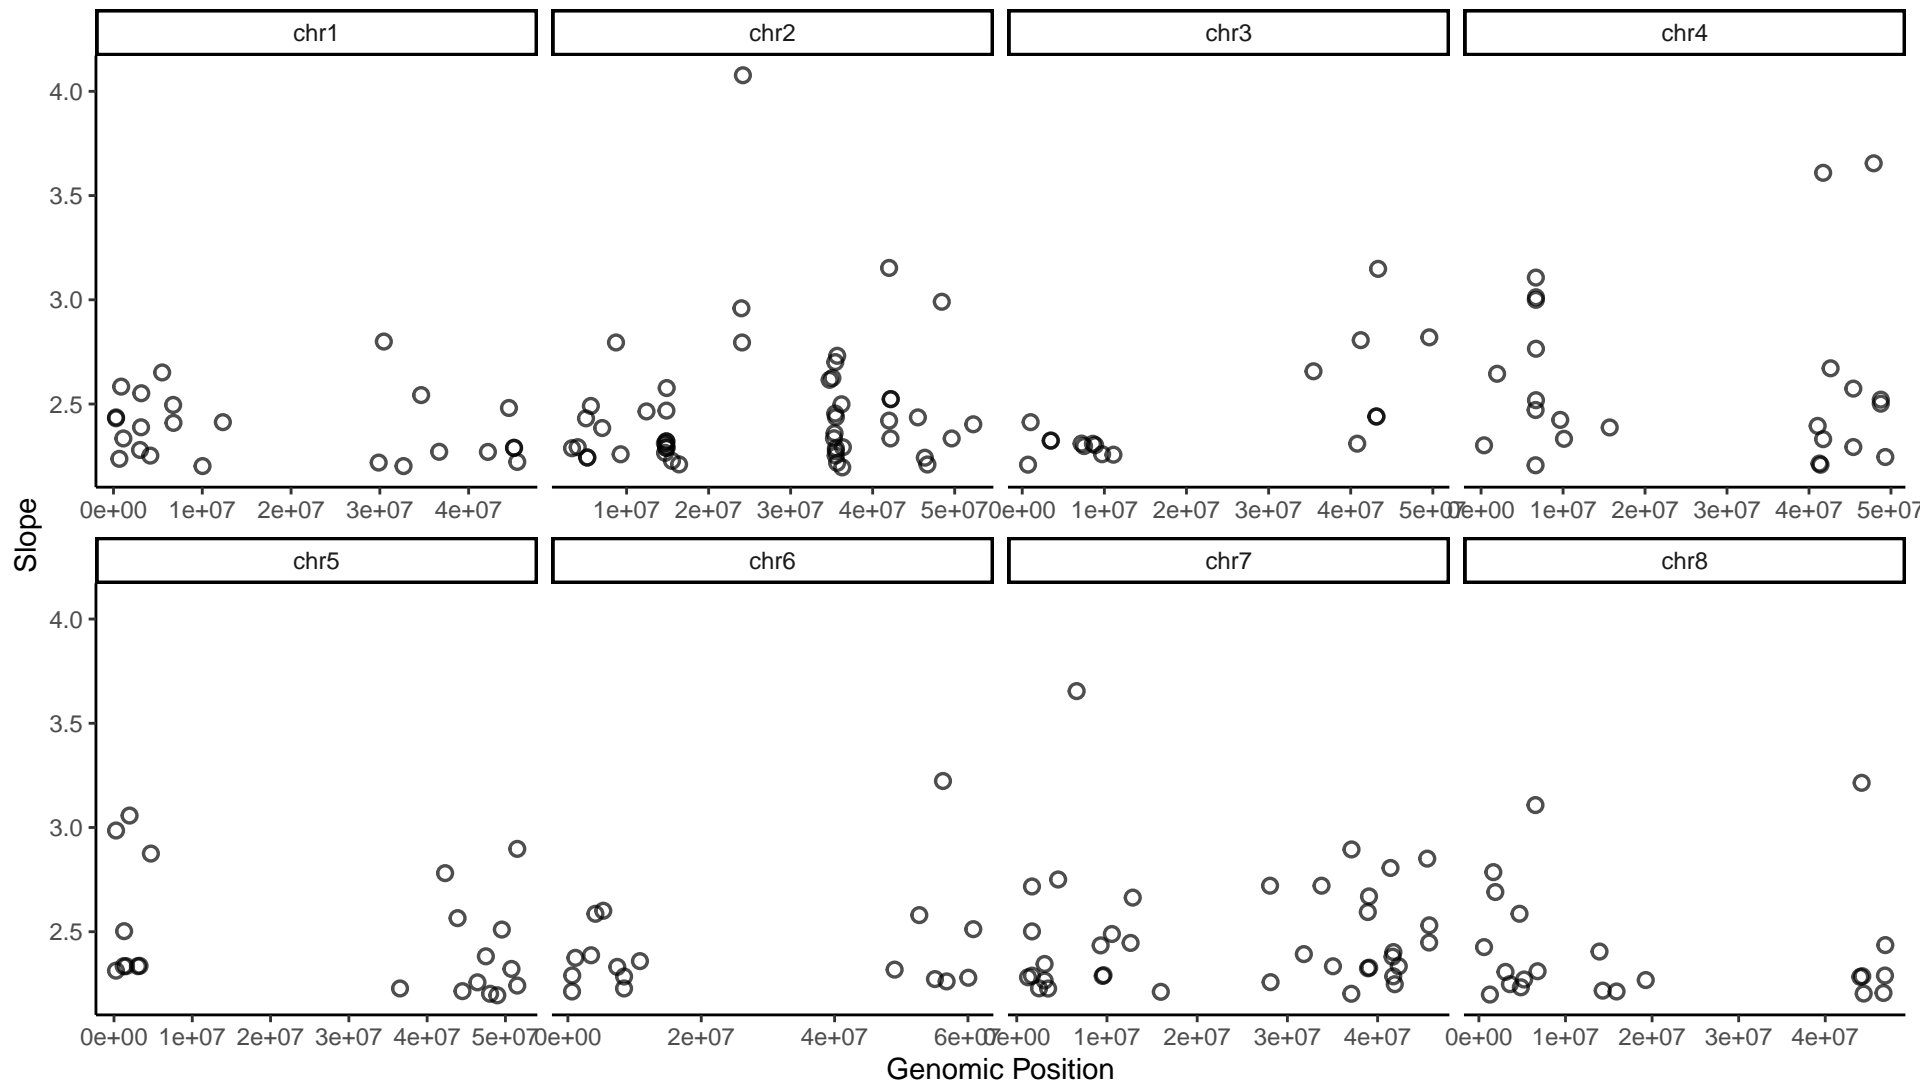 chr1 chr2 chr3 chr4
4.0
3.5
3.0
2.5
0e+00 1e+07 2e+07 3e+07 4e+07 1e+07 2e+07 3e+07 4e+07 5e+07 0e+00 1e+07 2e+07 3e+07 4e+07 5e+07 0e+00 1e+07 2e+07 3e+07 4e+07 5e+07
Slope
chr5 chr6 chr7 chr8
4.0
3.5
3.0
2.5
0e+00 1e+07 2e+07 3e+07 4e+07 5e+07 0e+00 2e+07 4e+07 6e+07 0e+00 1e+07 2e+07 3e+07 4e+07 0e+00 1e+07 2e+07 3e+07 4e+07
Genomic Position